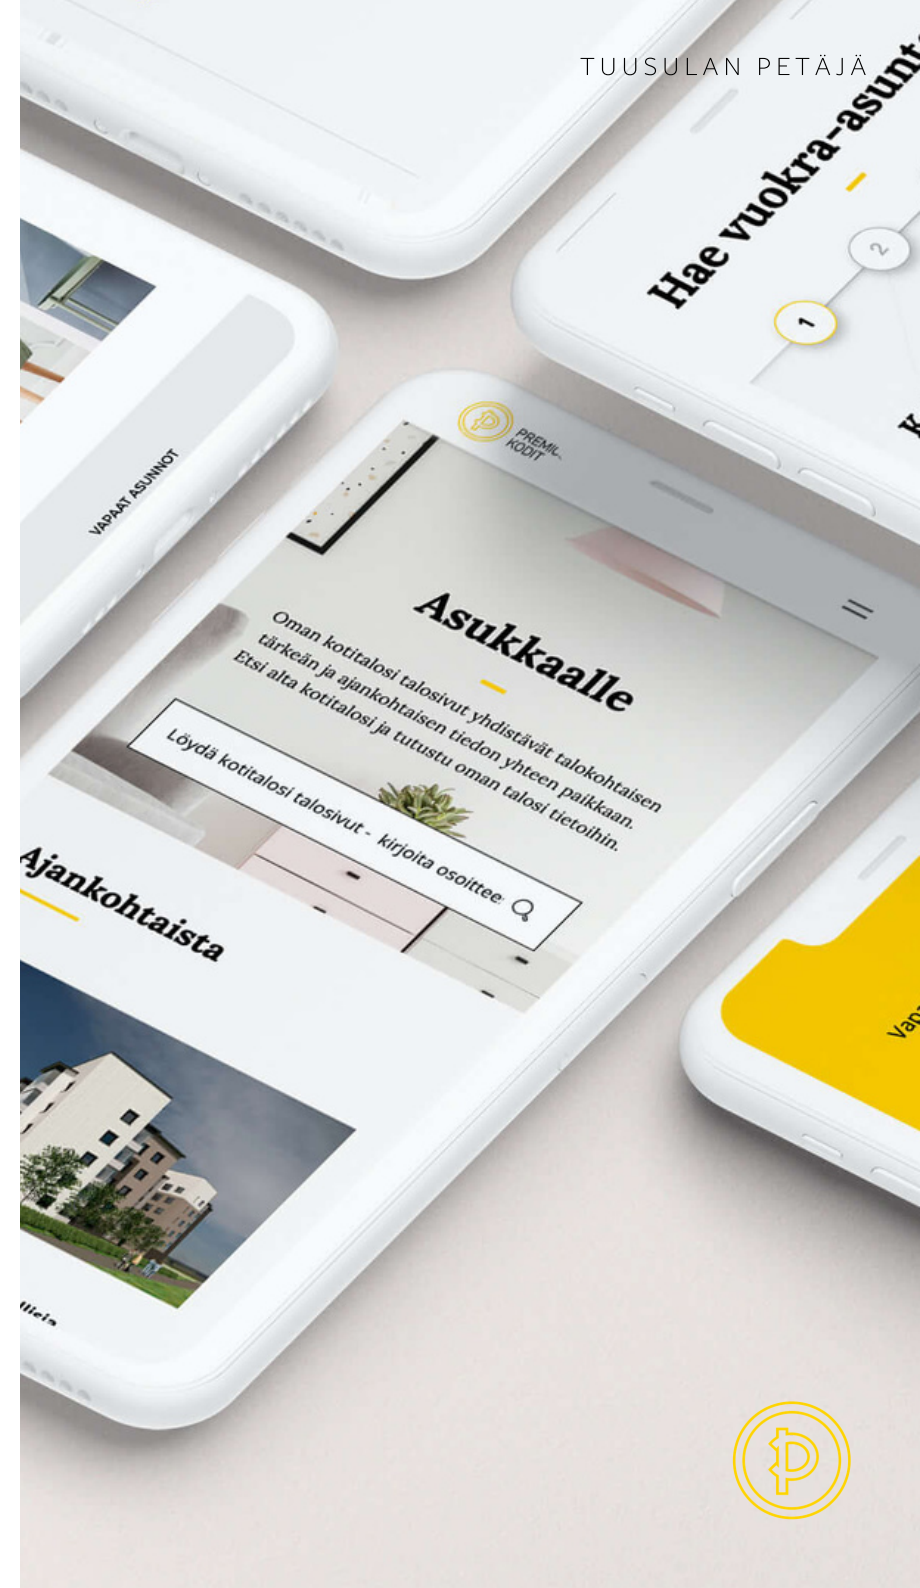 TUUSULAN PETÄJÄ
Hae vuokra-asunt
1
2
VAPAAT ASUNNOT
KODIT
Asukkaalle
Oman kotitalosi talosivut yhdistävät talokohtaisen
tärkeän ja ajankohtaisen tiedon yhteen paikkaan.
Etsi alta kotitalosi ja tutustu oman talosi tietoihin.
Löydä kotitalosi talosivut - kirjoita osoittee
Ajankohtaista